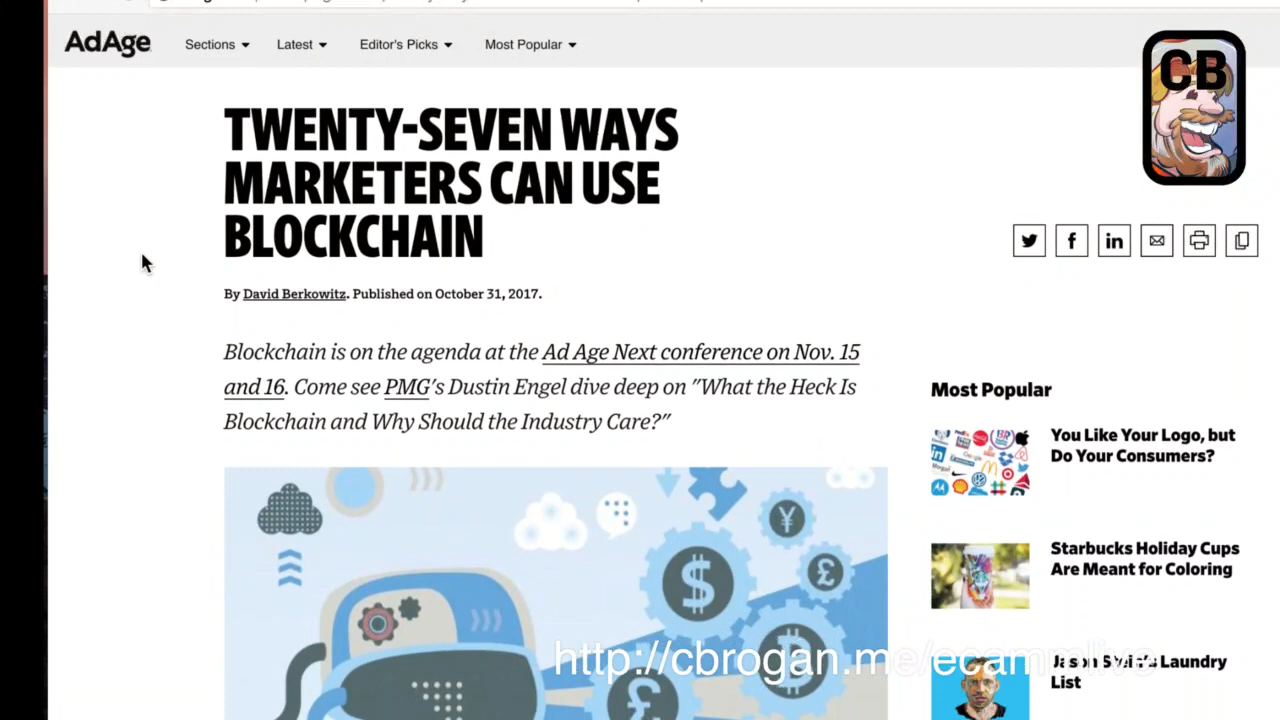 AdAge
Sections
Latest
Editor's Picks
Most Popular
CB
TWENTY-SEVEN WAYS
MARKETERS CAN USE
BLOCKCHAIN
By David Berkowitz. Published on October 31, 2017.
Blockchain is on the agenda at the Ad Age Next conference on Nov. 15
and 16. Come see PMG's Dustin Engel dive deep on "What the Heck Is
Blockchain and Why Should the Industry Care?"
Most Popular
You Like Your Logo, but
Do Your Consumers?
Starbucks Holiday Cups
Are Meant for Coloring
Jason Stein's Laundry
List
http://cbrogan.me/ecammlive